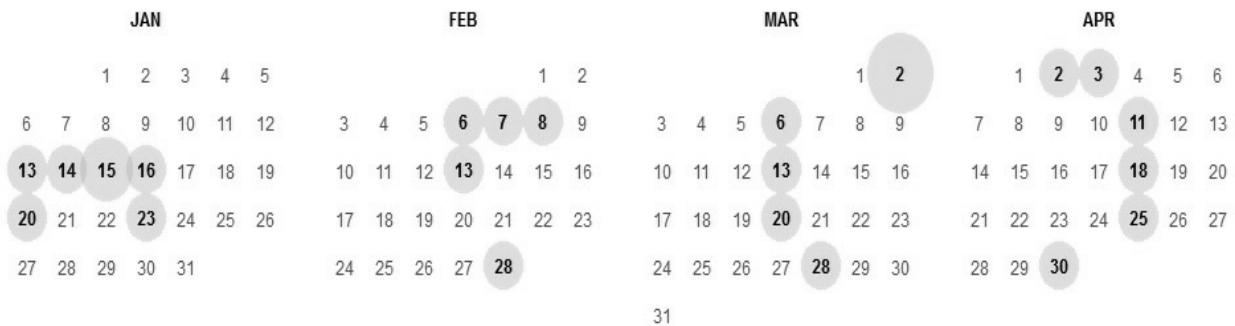 JAN
1 2 3 4 5
6 7 8 9 10 11 12
13 14 15 16 17 18 19
20 21 22 23 24 25 26
27 28 29 30 31
FEB
1 2
3 4 5 6 7 8 9
10 11 12 13 14 15 16
17 18 19 20 21 22 23
24 25 26 27 28
MAR
1 2
3 4 5 6 7 8 9
10 11 12 13 14 15 16
17 18 19 20 21 22 23
24 25 26 27 28 29 30
31
APR
1 2 3 4 5 6
7 8 9 10 11 12 13
14 15 16 17 18 19 20
21 22 23 24 25 26 27
28 29 30